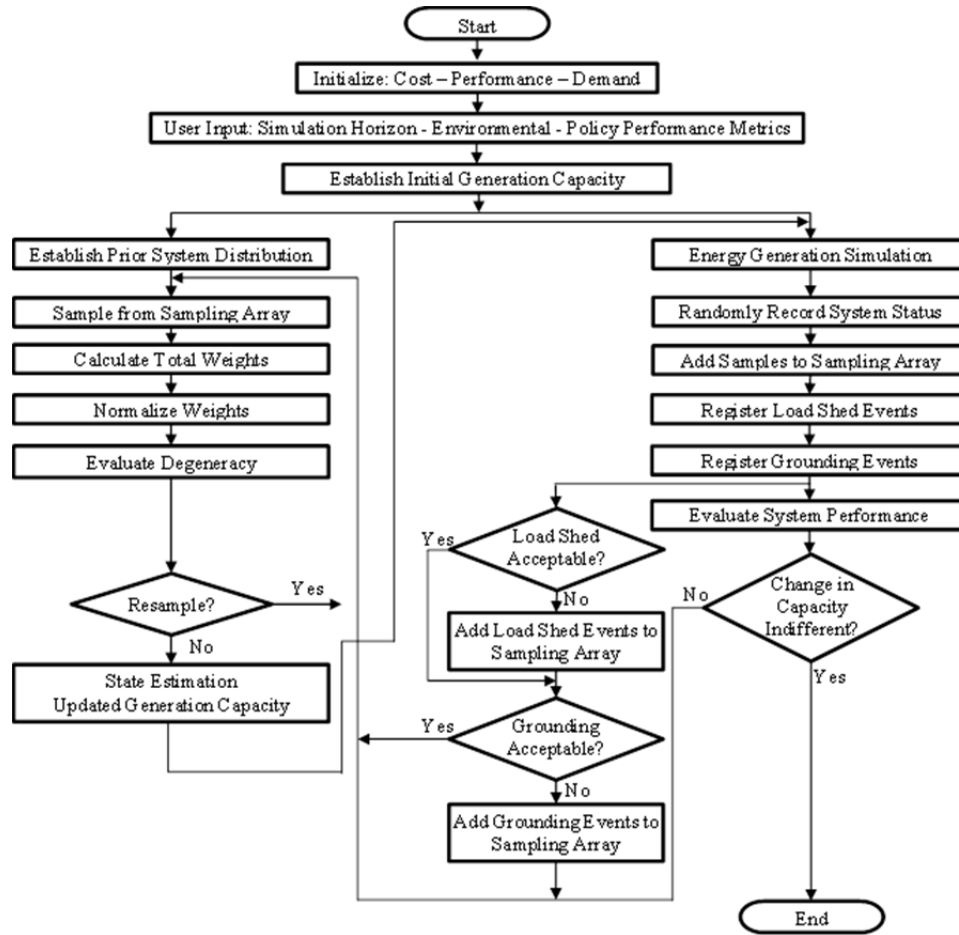 Start
Initialize: Cost – Performance – Demand
User Input: Simulation Horizon - Environmental - Policy Performance Metrics
Establish Initial Generation Capacity
Establish Prior System Distribution
Sample from Sampling Array
Calculate Total Weights
Normalize Weights
Evaluate Degeneracy
Resample?
Yes
No
State Estimation
Updated Generation Capacity
Energy Generation Simulation
Randomly Record System Status
Add Samples to Sampling Array
Register Load Shed Events
Register Grounding Events
Evaluate System Performance
Yes
Load Shed
Acceptable?
No
Add Load Shed Events to
Sampling Array
Yes
Grounding
Acceptable?
No
Add Grounding Events to
Sampling Array
No
Change in
Capacity
Indifferent?
Yes
End